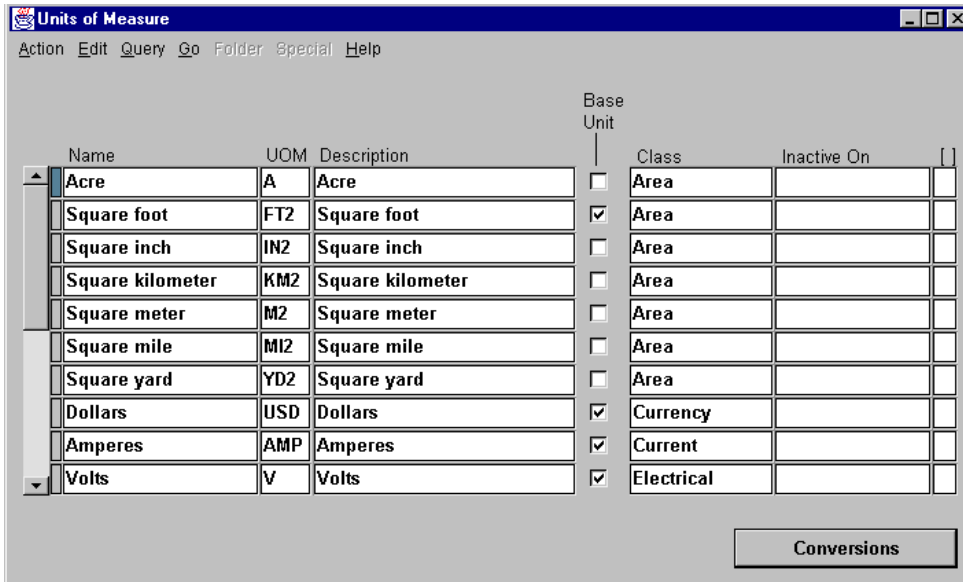 Units of Measure
Action Edit Query Go Folder Special Help
Base
Unit
Name UOM Description Class Inactive On [ ]
Acre A Acre Area
Square foot FT2 Square foot Area
Square inch IN2 Square inch Area
Square kilometer KM2 Square kilometer Area
Square meter M2 Square meter Area
Square mile MI2 Square mile Area
Square yard YD2 Square yard Area
Dollars USD Dollars Currency
Amperes AMP Amperes Current
Volts V Volts Electrical
Conversions